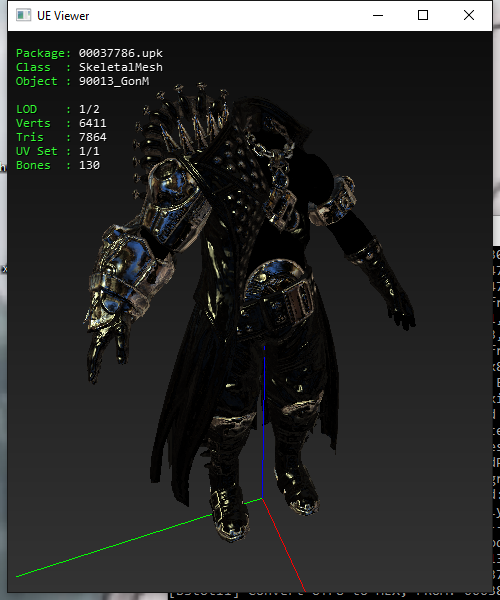 UE Viewer
Package: 00037786.upk
Class : SkeletalMesh
Object : 90013_GonM
LOD : 1/2
Verts : 6411
Tris : 7864
UV Set : 1/1
Bones : 130